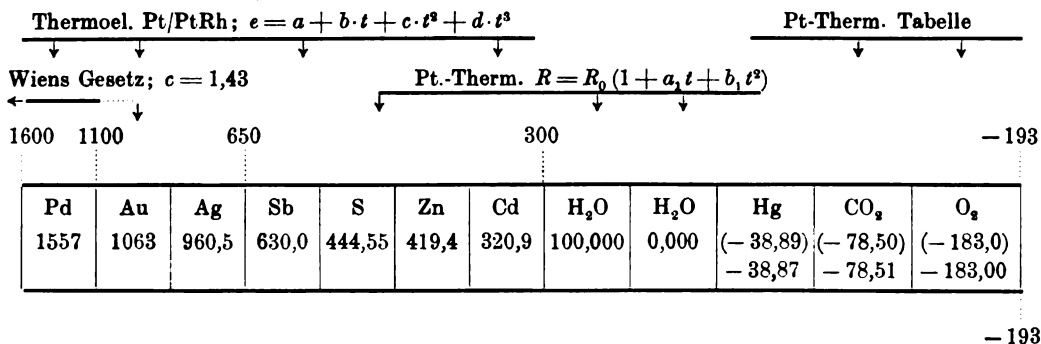 Thermoel. Pt/PtRh; e = a + b · t + c · t² + d · t³ Pt-Therm. Tabelle
Wiens Gesetz; c = 1,43 Pt.-Therm. R = R₀ (1 + a₁ t + b₁ t²)
1600 1100 650 300 — 193
Pd Au Ag Sb S Zn Cd H₂O H₂O Hg CO₂ O₂
1557 1063 960,5 630,0 444,55 419,4 320,9 100,000 0,000 (— 38,89) (— 78,50) (— 183,0)
— 38,87 — 78,51 — 183,00
— 193